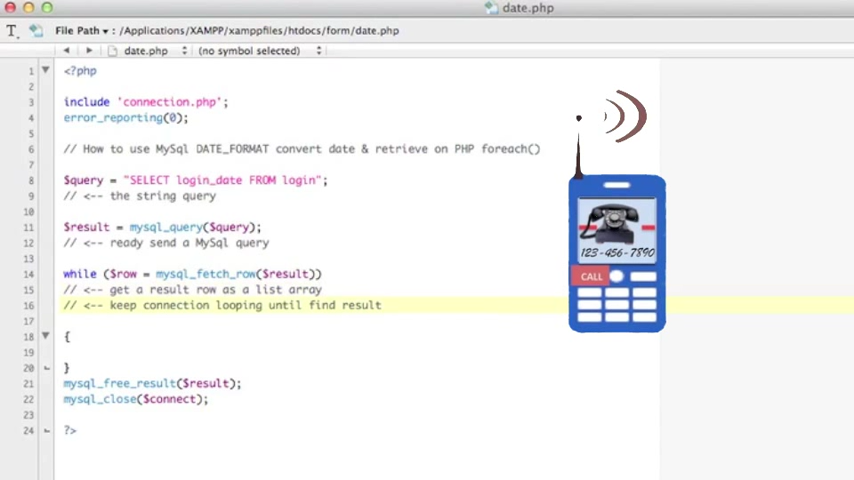 date.php
File Path ▾ : /Applications/XAMPP/xamppfiles/htdocs/form/date.php
date.php (no symbol selected)
1 <?php
2
3 include 'connection.php';
4 error_reporting(0);
5
6 // How to use MySql DATE_FORMAT convert date & retrieve on PHP foreach()
7
8 $query = "SELECT login_date FROM login";
9 // <-- the string query
10
11 $result = mysql_query($query);
12 // <-- ready send a MySql query
13
14 while ($row = mysql_fetch_row($result))
15 // <-- get a result row as a list array
16 // <-- keep connection looping until find result
17
18 {
19
20 }
21 mysql_free_result($result);
22 mysql_close($connect);
23
24 ?>
123-456-7890
CALL